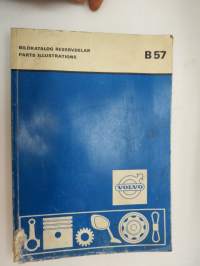 BILDKATALOG RESERVDELAR
PARTS ILLUSTRATIONS
B 57
VOLVO